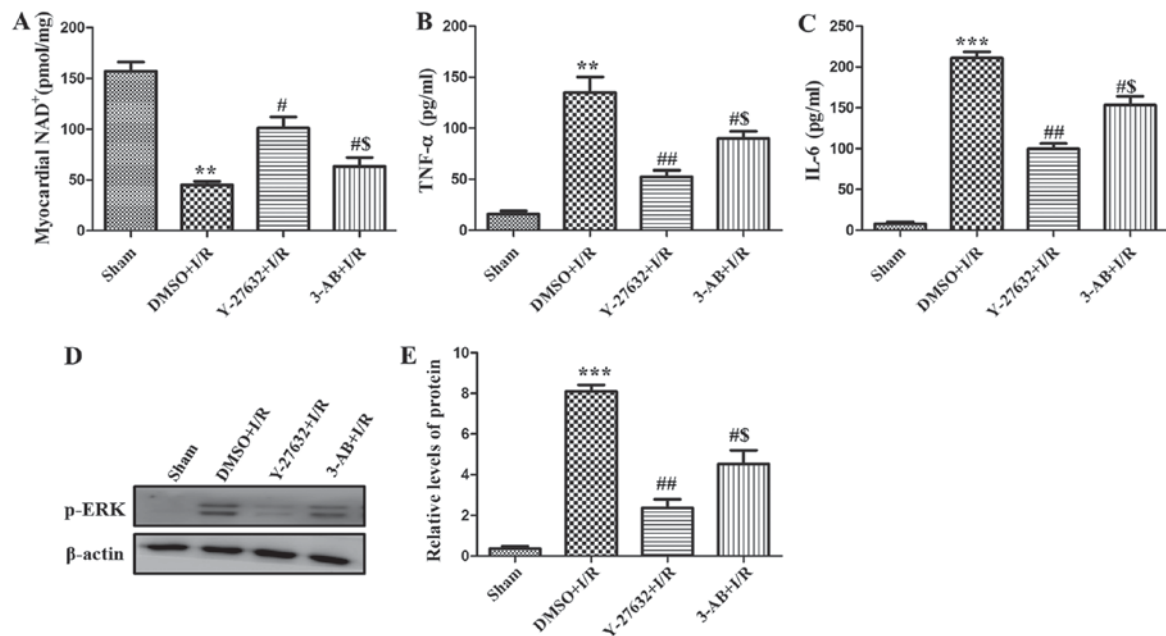 A
Myocardial NAD⁺(pmol/mg)
200
150
100
50
0
**
#
#$
Sham
DMSO+I/R
Y-27632+I/R
3-AB+I/R
B
TNF-α (pg/ml)
200
150
100
50
0
**
##
#$
Sham
DMSO+I/R
Y-27632+I/R
3-AB+I/R
C
IL-6 (pg/ml)
250
200
150
100
50
0
***
##
#$
Sham
DMSO+I/R
Y-27632+I/R
3-AB+I/R
D
Sham
DMSO+I/R
Y-27632+I/R
3-AB+I/R
p-ERK
β-actin
E
Relative levels of protein
10
8
6
4
2
0
***
##
#$
Sham
DMSO+I/R
Y-27632+I/R
3-AB+I/R